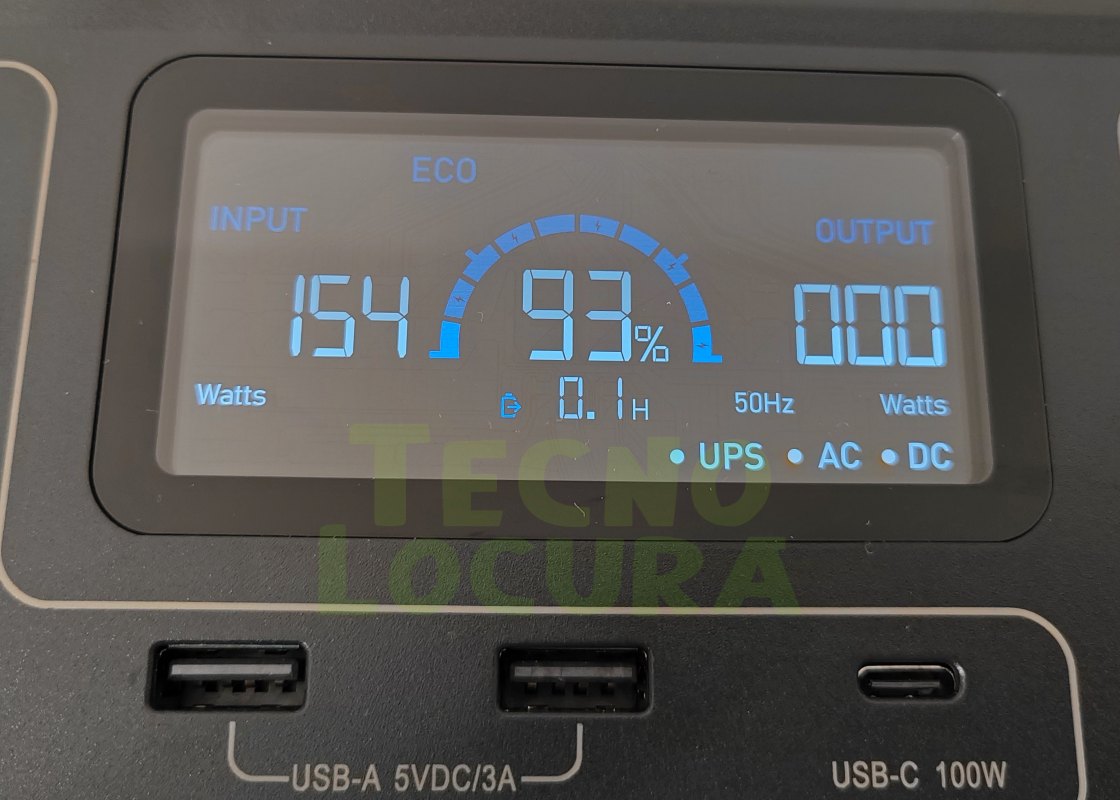 ECO
INPUT
OUTPUT
154
93%
000
Watts
0.1H
50Hz
Watts
• UPS • AC • DC
TECNO
LOCURA
USB-A 5VDC/3A
USB-C 100W